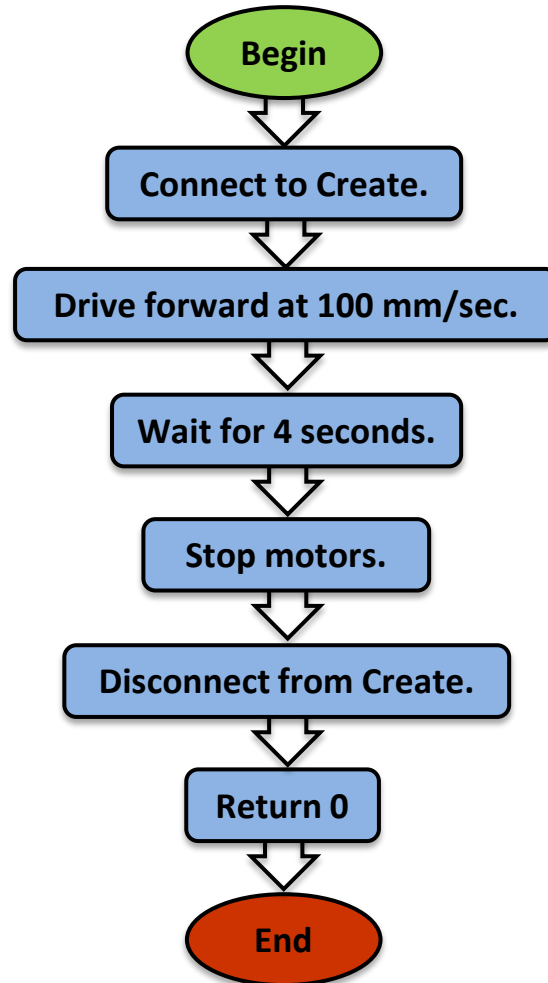 Begin
Connect to Create.
Drive forward at 100 mm/sec.
Wait for 4 seconds.
Stop motors.
Disconnect from Create.
Return 0
End